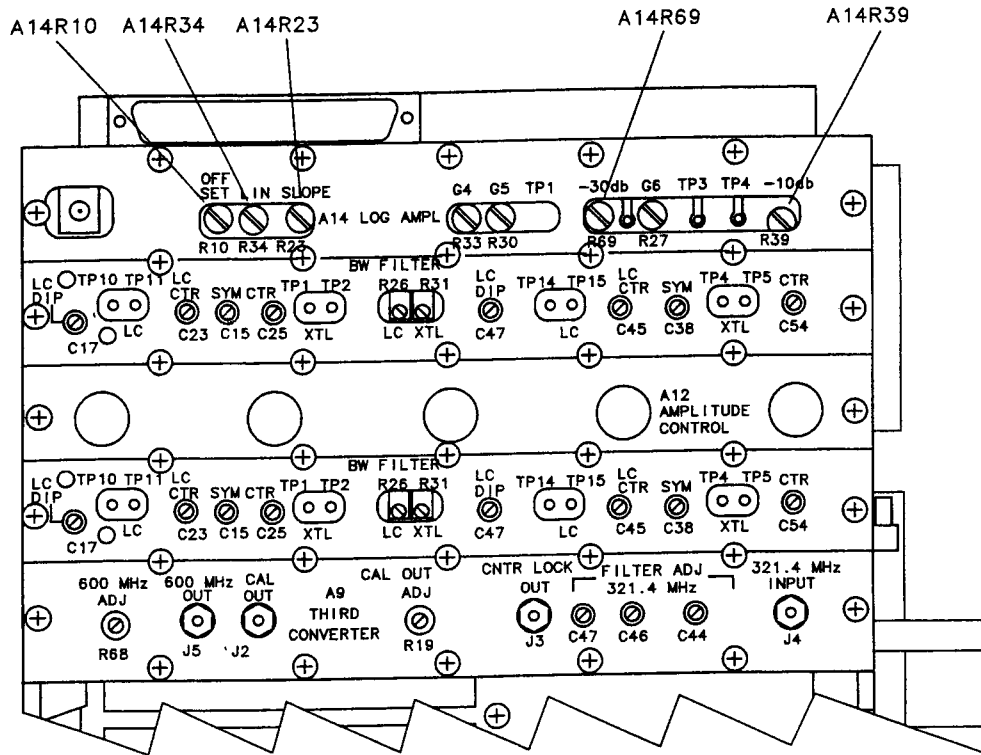 A14R10 A14R34 A14R23 A14R69 A14R39
OFF
SET LIN SLOPE G4 G5 TP1 -30db G6 TP3 TP4 -10db
A14 LOG AMPL
R10 R34 R23 R33 R30 R69 R27 R39
BW FILTER
LC DIP TP10 TP11 LC CTR SYM CTR TP1 TP2 R26 R31 LC DIP TP14 TP15 LC CTR SYM TP4 TP5 CTR
C17 LC C23 C15 C25 XTL LC XTL C47 LC C45 C38 XTL C54
A12
AMPLITUDE
CONTROL
BW FILTER
LC DIP TP10 TP11 LC CTR SYM CTR TP1 TP2 R26 R31 LC DIP TP14 TP15 LC CTR SYM TP4 TP5 CTR
C17 LC C23 C15 C25 XTL LC XTL C47 LC C45 C38 XTL C54
600 MHz ADJ 600 MHz OUT CAL OUT A9 THIRD CONVERTER CAL OUT ADJ CNTR LOCK OUT FILTER ADJ 321.4 MHz 321.4 MHz INPUT
R68 J5 J2 R19 J3 C47 C46 C44 J4